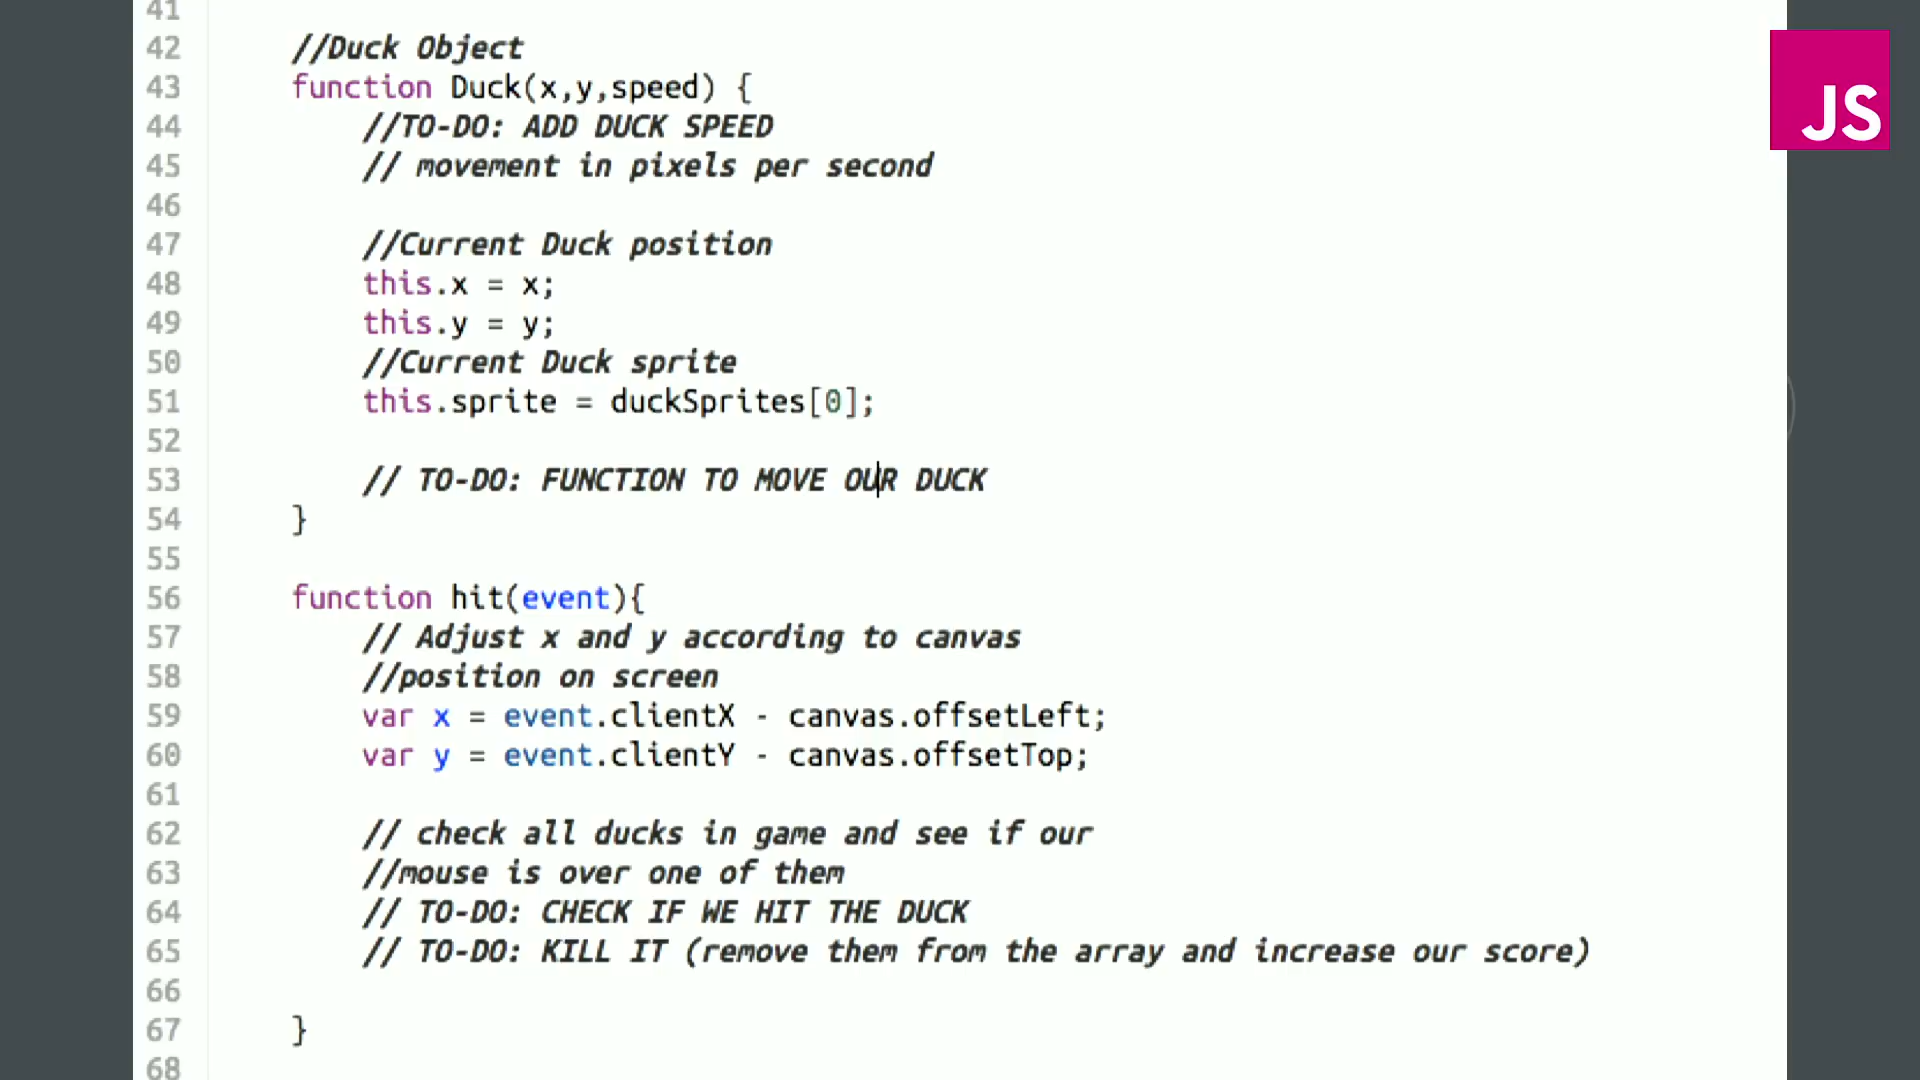 41
42 //Duck Object
43 function Duck(x,y,speed) {
44 //TO-DO: ADD DUCK SPEED
45 // movement in pixels per second
46
47 //Current Duck position
48 this.x = x;
49 this.y = y;
50 //Current Duck sprite
51 this.sprite = duckSprites[0];
52
53 // TO-DO: FUNCTION TO MOVE OUR DUCK
54 }
55
56 function hit(event){
57 // Adjust x and y according to canvas
58 //position on screen
59 var x = event.clientX - canvas.offsetLeft;
60 var y = event.clientY - canvas.offsetTop;
61
62 // check all ducks in game and see if our
63 //mouse is over one of them
64 // TO-DO: CHECK IF WE HIT THE DUCK
65 // TO-DO: KILL IT (remove them from the array and increase our score)
66
67 }
68
JS